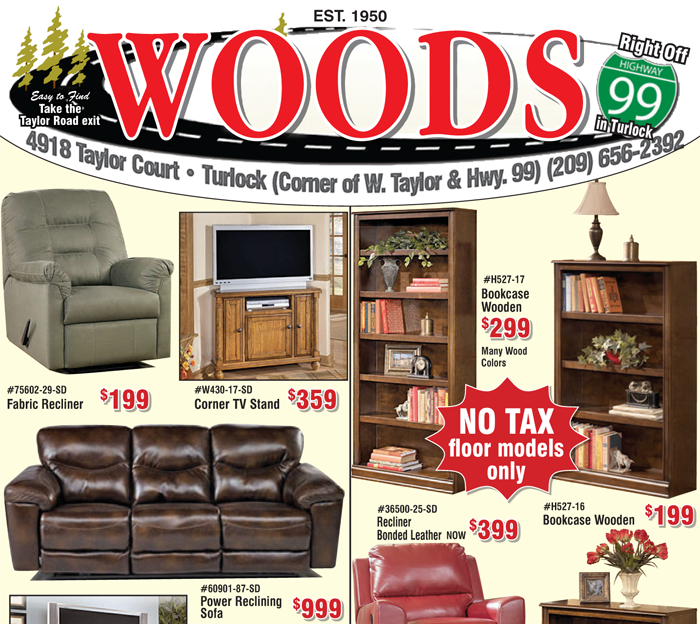 EST. 1950
WOODS
Easy to Find
Take the
Taylor Road exit
Right Off
HIGHWAY
99
in Turlock
4918 Taylor Court • Turlock (Corner of W. Taylor & Hwy. 99) (209) 656-2392
#75602-29-SD
Fabric Recliner $199
#W430-17-SD
Corner TV Stand $359
#H527-17
Bookcase
Wooden
$299
Many Wood
Colors
NO TAX
floor models
only
#36500-25-SD
Recliner
Bonded Leather NOW $399
#H527-16
Bookcase Wooden $199
#60901-87-SD
Power Reclining
Sofa $999